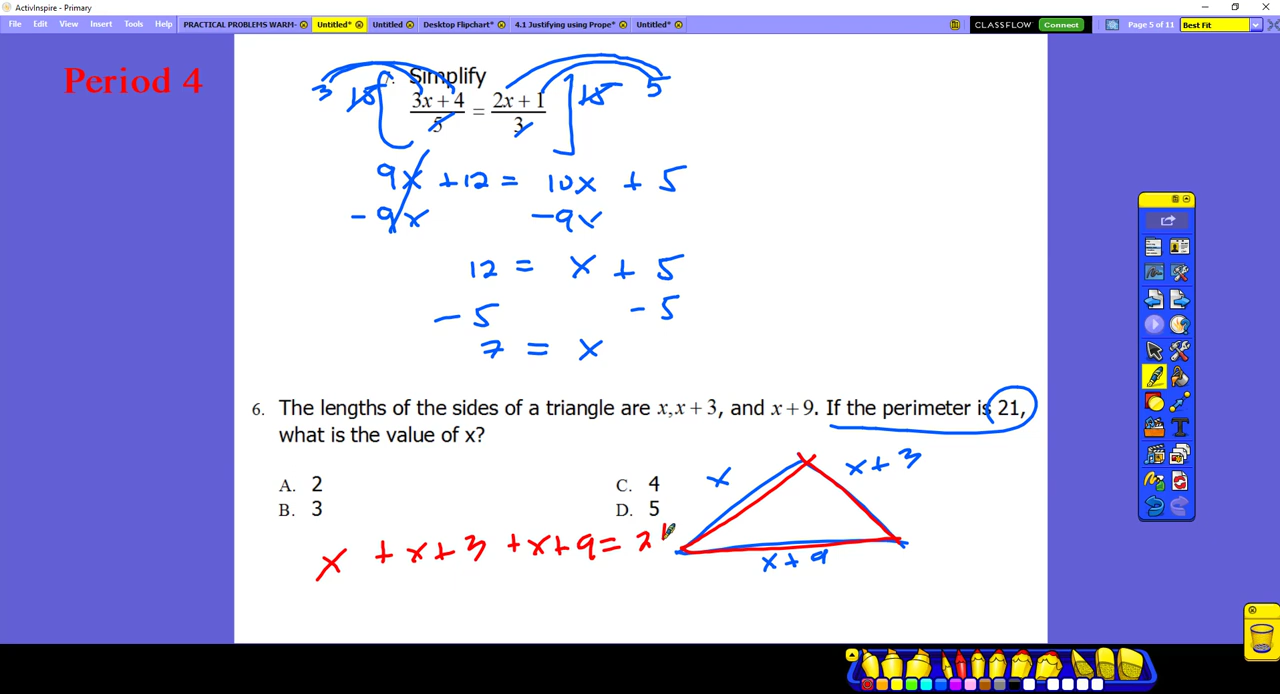 ActivInspire - Primary
File Edit View Insert Tools Help PRACTICAL PROBLEMS WARM- Untitled* Untitled Desktop Flipchart* 4.1 Justifying using Prope* Untitled* CLASSFLOW Connect Page 5 of 11 Best Fit
Period 4
Simplify
3 15 3x + 4 = 2x + 1 15 5
5 3
9x + 12 = 10x + 5
- 9x - 9x
12 = x + 5
- 5 - 5
7 = x
6. The lengths of the sides of a triangle are x, x + 3, and x + 9. If the perimeter is 21,
what is the value of x?
A. 2 C. 4
B. 3 D. 5
x x + 3
x + 9
x + x + 3 + x + 9 = 21